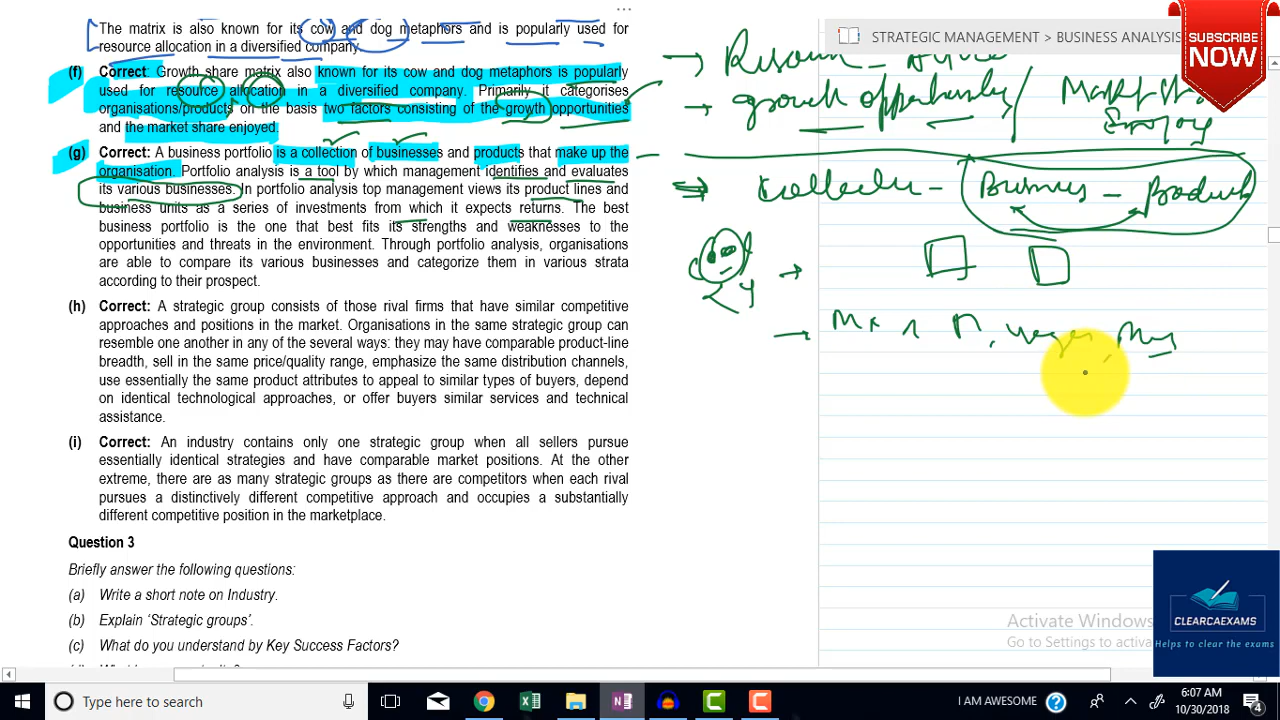 The matrix is also known for its cow and dog metaphors and is popularly used for
resource allocation in a diversified company.
(f) Correct: Growth share matrix also known for its cow and dog metaphors is popularly
used for resource allocation in a diversified company. Primarily it categorises
organisations/products on the basis two factors consisting of the growth opportunities
and the market share enjoyed.
(g) Correct: A business portfolio is a collection of businesses and products that make up the
organisation. Portfolio analysis is a tool by which management identifies and evaluates
its various businesses. In portfolio analysis top management views its product lines and
business units as a series of investments from which it expects returns. The best
business portfolio is the one that best fits its strengths and weaknesses to the
opportunities and threats in the environment. Through portfolio analysis, organisations
are able to compare its various businesses and categorize them in various strata
according to their prospect.
(h) Correct: A strategic group consists of those rival firms that have similar competitive
approaches and positions in the market. Organisations in the same strategic group can
resemble one another in any of the several ways: they may have comparable product-line
breadth, sell in the same price/quality range, emphasize the same distribution channels,
use essentially the same product attributes to appeal to similar types of buyers, depend
on identical technological approaches, or offer buyers similar services and technical
assistance.
(i) Correct: An industry contains only one strategic group when all sellers pursue
essentially identical strategies and have comparable market positions. At the other
extreme, there are as many strategic groups as there are competitors when each rival
pursues a distinctively different competitive approach and occupies a substantially
different competitive position in the marketplace.
Question 3
Briefly answer the following questions:
(a) Write a short note on Industry.
(b) Explain 'Strategic groups'.
(c) What do you understand by Key Success Factors?
STRATEGIC MANAGEMENT > BUSINESS ANALYSIS
SUBSCRIBE
NOW
growth opportunity / Market
Enjoy
Business - Product
Activate Windows
Go to Settings to activa
CLEARCAEXAMS
Helps to clear the exams
Type here to search
I AM AWESOME
6:07 AM
10/30/2018
4